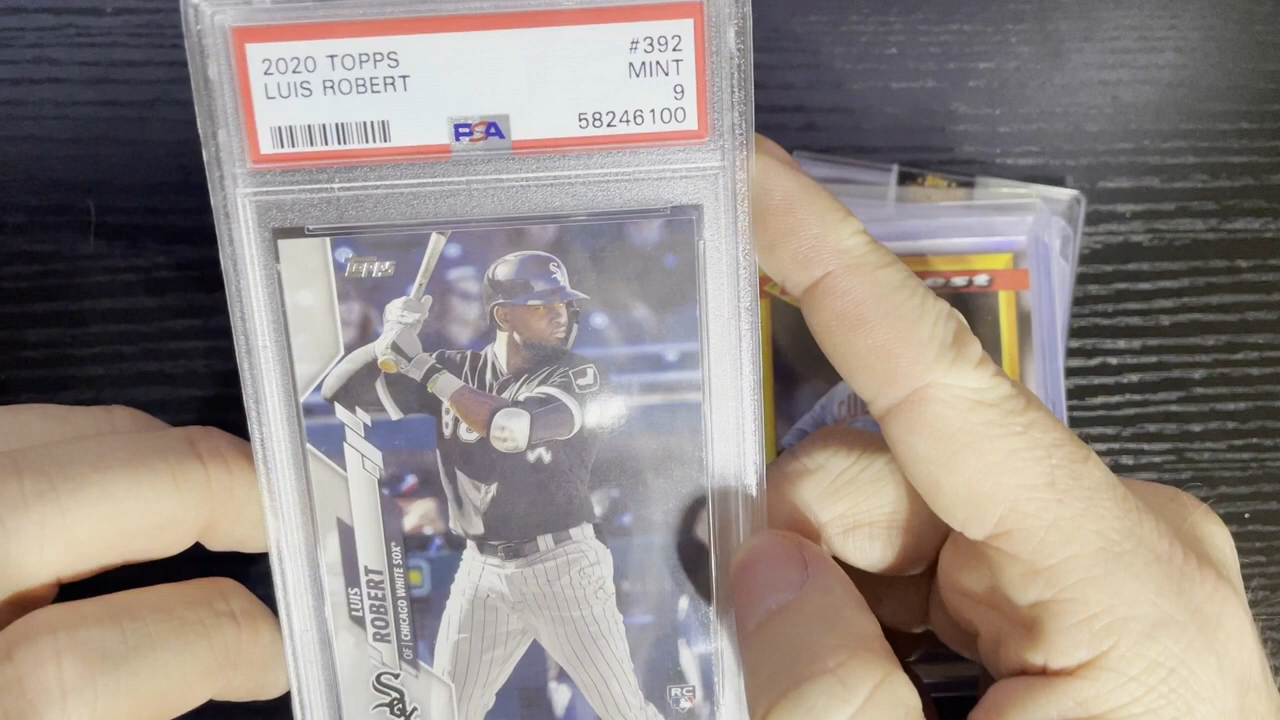 2020 TOPPS
LUIS ROBERT
#392
MINT
9
58246100
PSA
TOPPS
LUIS
ROBERT
OF | CHICAGO WHITE SOX
RC